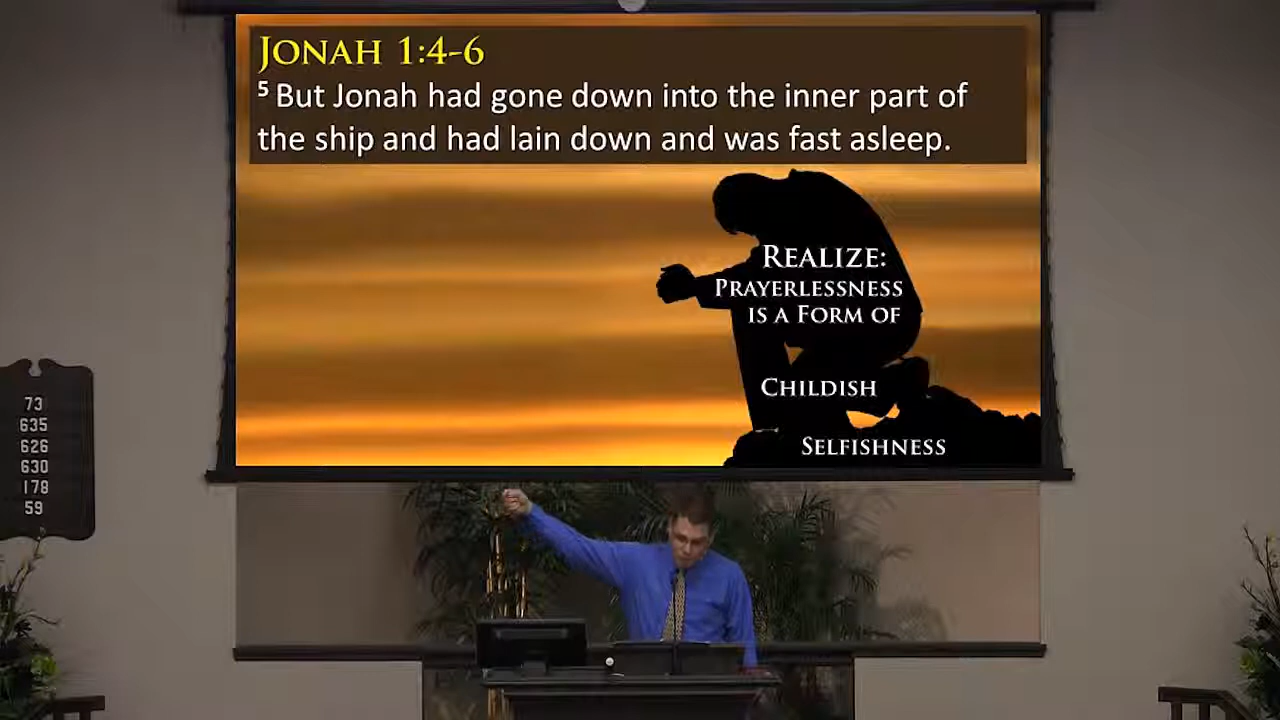 JONAH 1:4-6
5 But Jonah had gone down into the inner part of
the ship and had lain down and was fast asleep.
REALIZE:
PRAYERLESSNESS
IS A FORM OF
CHILDISH
SELFISHNESS
73
635
626
630
178
59